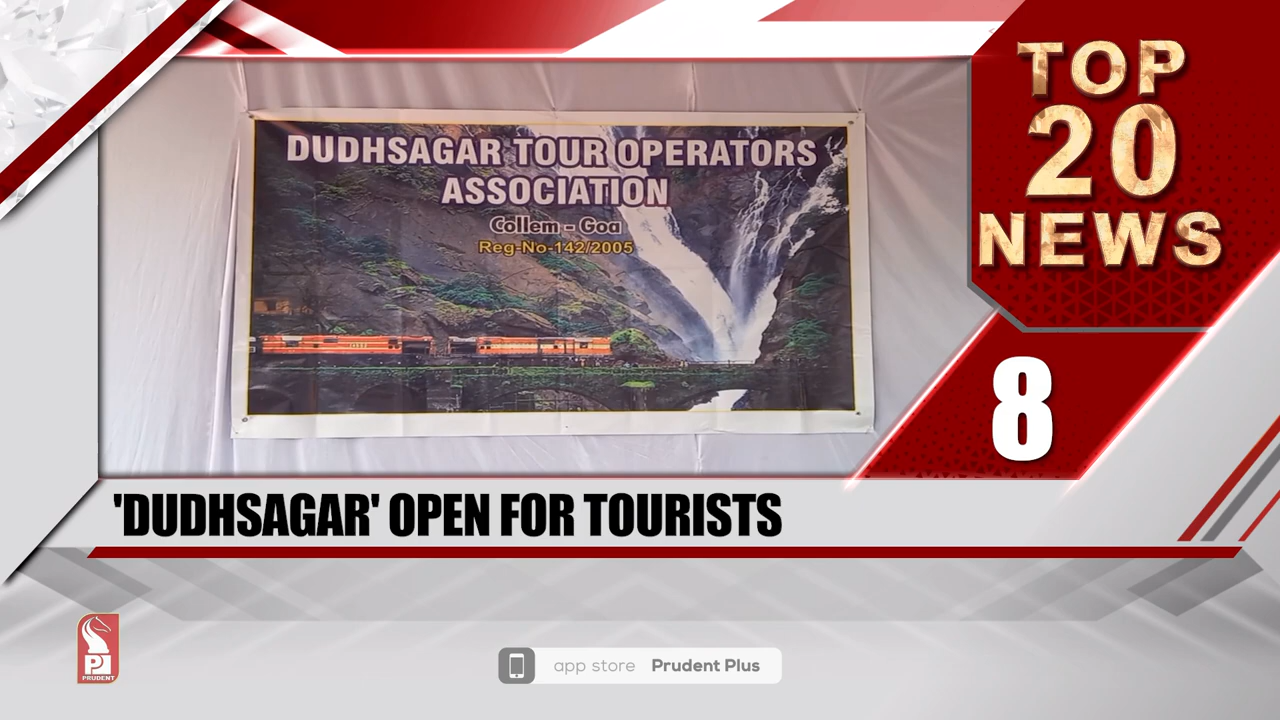 DUDHSAGAR TOUR OPERATORS
ASSOCIATION
Collem - Goa
Reg-No-142/2005
TOP
20
NEWS
8
'DUDHSAGAR' OPEN FOR TOURISTS
P
PRUDENT
app store Prudent Plus